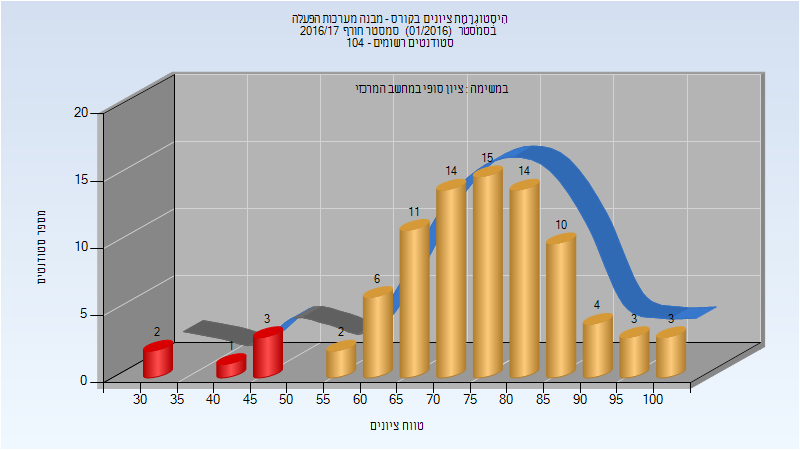 היסטוגרמת ציונים בקורס - מבנה מערכות הפעלה
בסמסטר (01/2016) סמסטר חורף 2016/17
סטודנטים רשומים - 104
במשימה : ציון סופי במחשב המרכזי
מספר סטודנטים
20
15
10
5
0
2
1
3
2
6
11
14
15
14
10
4
3
3
30 35 40 45 50 55 60 65 70 75 80 85 90 95 100
טווח ציונים